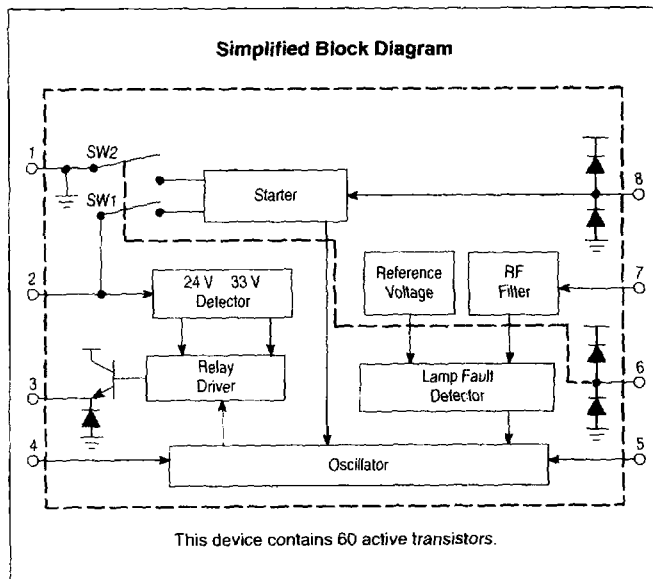 Simplified Block Diagram
1
SW2
SW1
Starter
8
2
24 V 33 V
Detector
Reference
Voltage
RF
Filter
7
3
Relay
Driver
Lamp Fault
Detector
6
4
Oscillator
5
This device contains 60 active transistors.